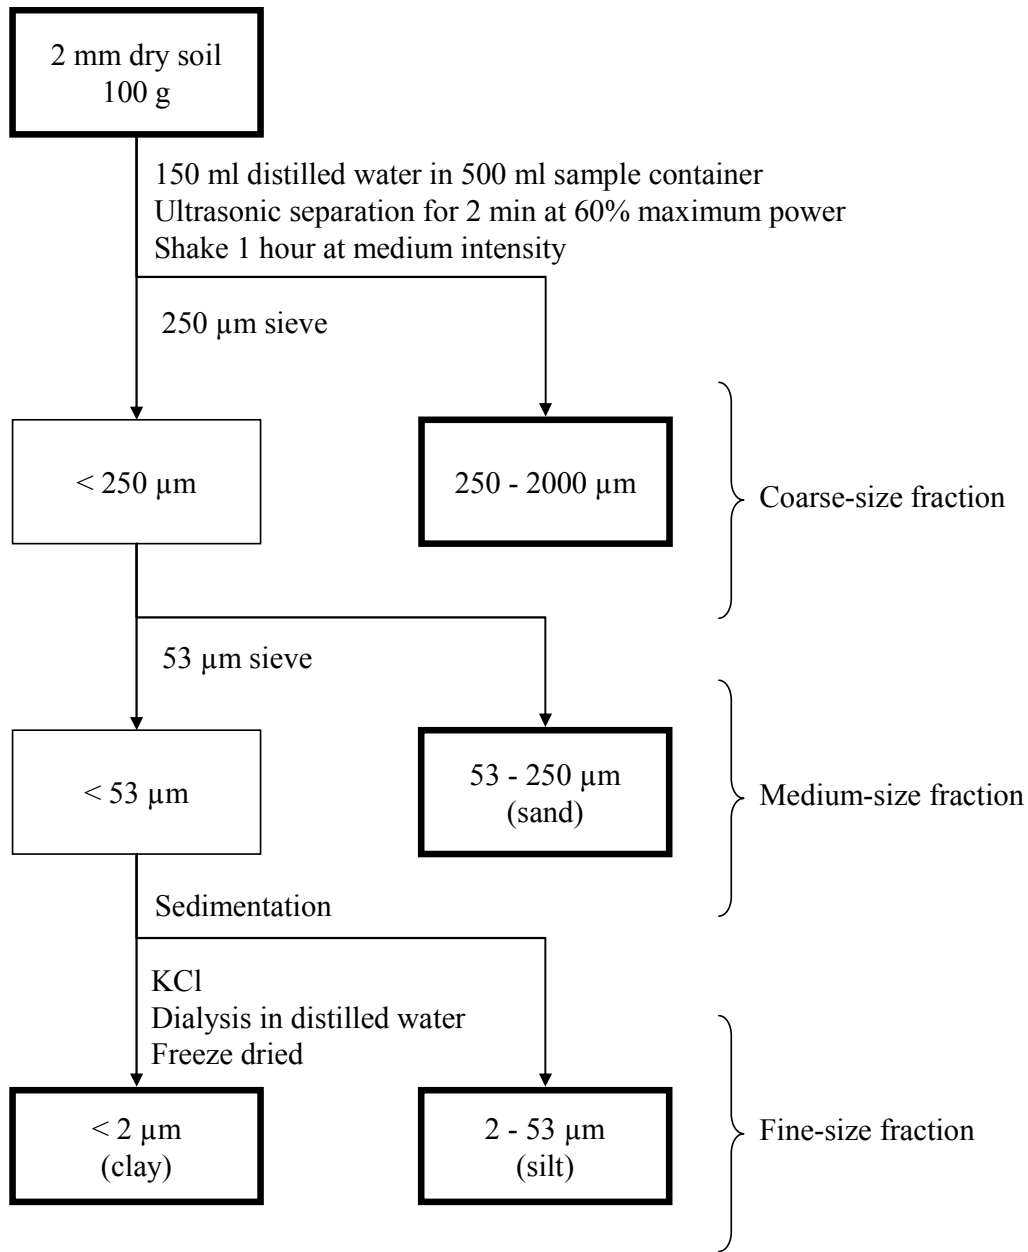 2 mm dry soil
100 g
150 ml distilled water in 500 ml sample container
Ultrasonic separation for 2 min at 60% maximum power
Shake 1 hour at medium intensity
250 µm sieve
< 250 µm
250 - 2000 µm
Coarse-size fraction
53 µm sieve
< 53 µm
53 - 250 µm
(sand)
Medium-size fraction
Sedimentation
KCl
Dialysis in distilled water
Freeze dried
< 2 µm
(clay)
2 - 53 µm
(silt)
Fine-size fraction